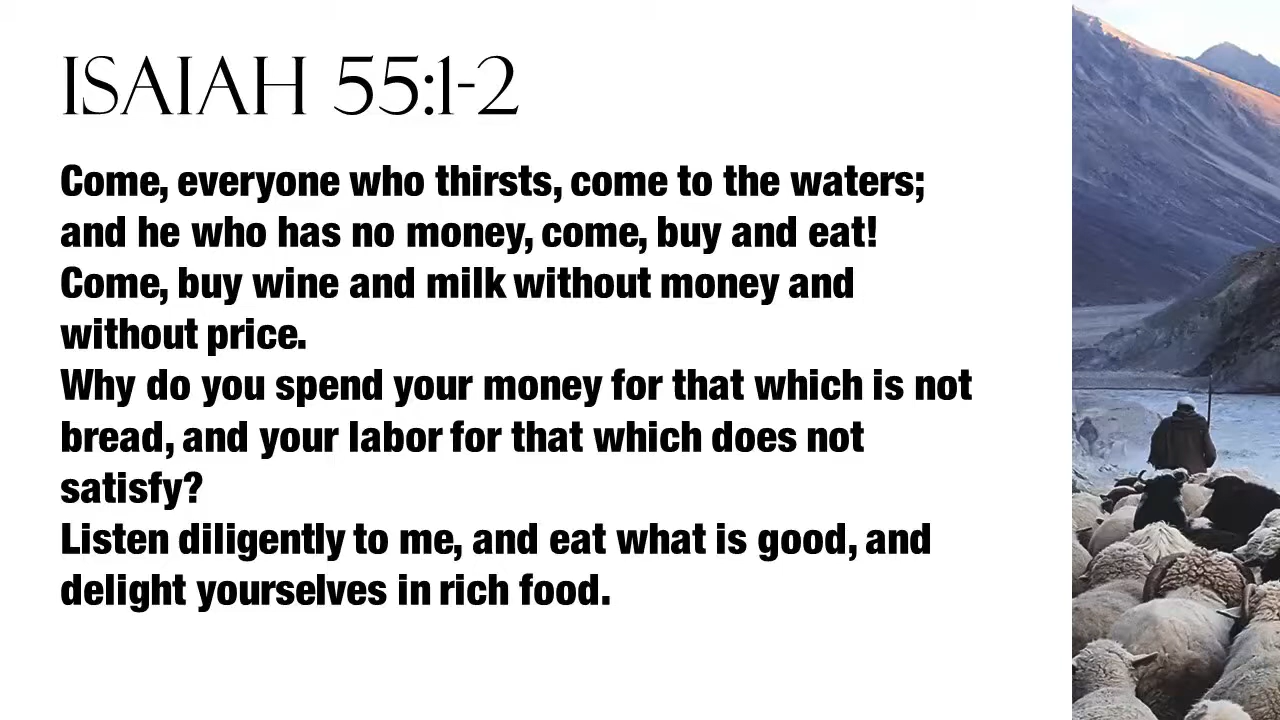 ISAIAH 55:1-2
Come, everyone who thirsts, come to the waters;
and he who has no money, come, buy and eat!
Come, buy wine and milk without money and
without price.
Why do you spend your money for that which is not
bread, and your labor for that which does not
satisfy?
Listen diligently to me, and eat what is good, and
delight yourselves in rich food.